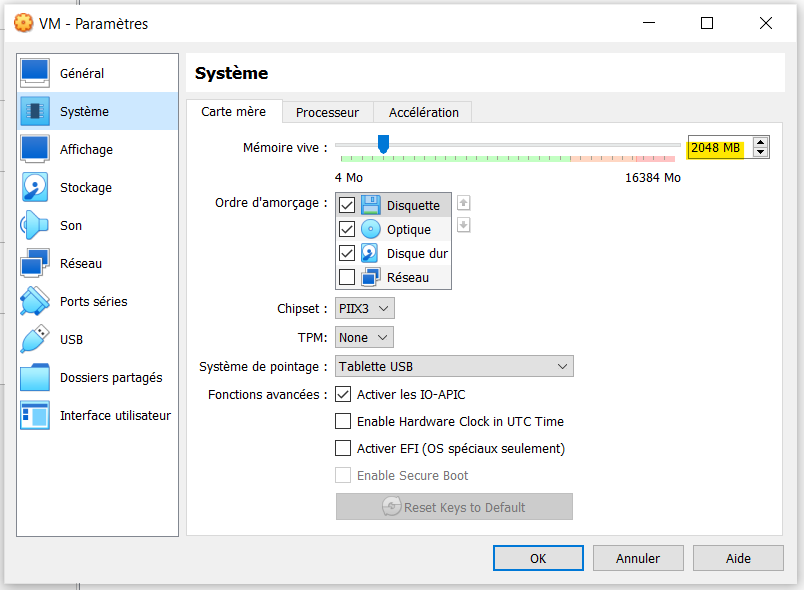 VM - Paramètres
Général
Système
Affichage
Stockage
Son
Réseau
Ports séries
USB
Dossiers partagés
Interface utilisateur
Système
Carte mère
Processeur
Accélération
Mémoire vive :
2048 MB
4 Mo
16384 Mo
Ordre d'amorçage :
Disquette
Optique
Disque dur
Réseau
Chipset :
PIIX3
TPM:
None
Système de pointage :
Tablette USB
Fonctions avancées :
Activer les IO-APIC
Enable Hardware Clock in UTC Time
Activer EFI (OS spéciaux seulement)
Enable Secure Boot
Reset Keys to Default
OK
Annuler
Aide